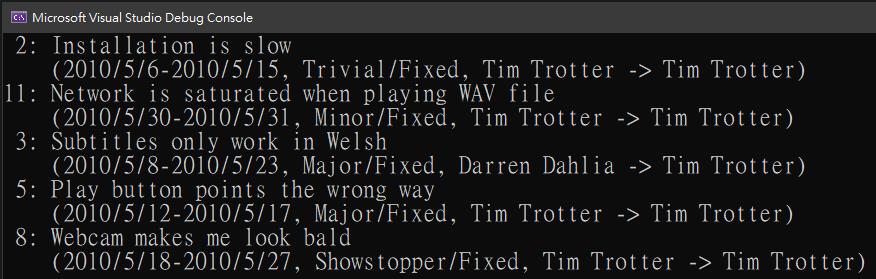 Microsoft Visual Studio Debug Console
2: Installation is slow
(2010/5/6-2010/5/15, Trivial/Fixed, Tim Trotter -> Tim Trotter)
11: Network is saturated when playing WAV file
(2010/5/30-2010/5/31, Minor/Fixed, Tim Trotter -> Tim Trotter)
3: Subtitles only work in Welsh
(2010/5/8-2010/5/23, Major/Fixed, Darren Dahlia -> Tim Trotter)
5: Play button points the wrong way
(2010/5/12-2010/5/17, Major/Fixed, Tim Trotter -> Tim Trotter)
8: Webcam makes me look bald
(2010/5/18-2010/5/27, Showstopper/Fixed, Tim Trotter -> Tim Trotter)